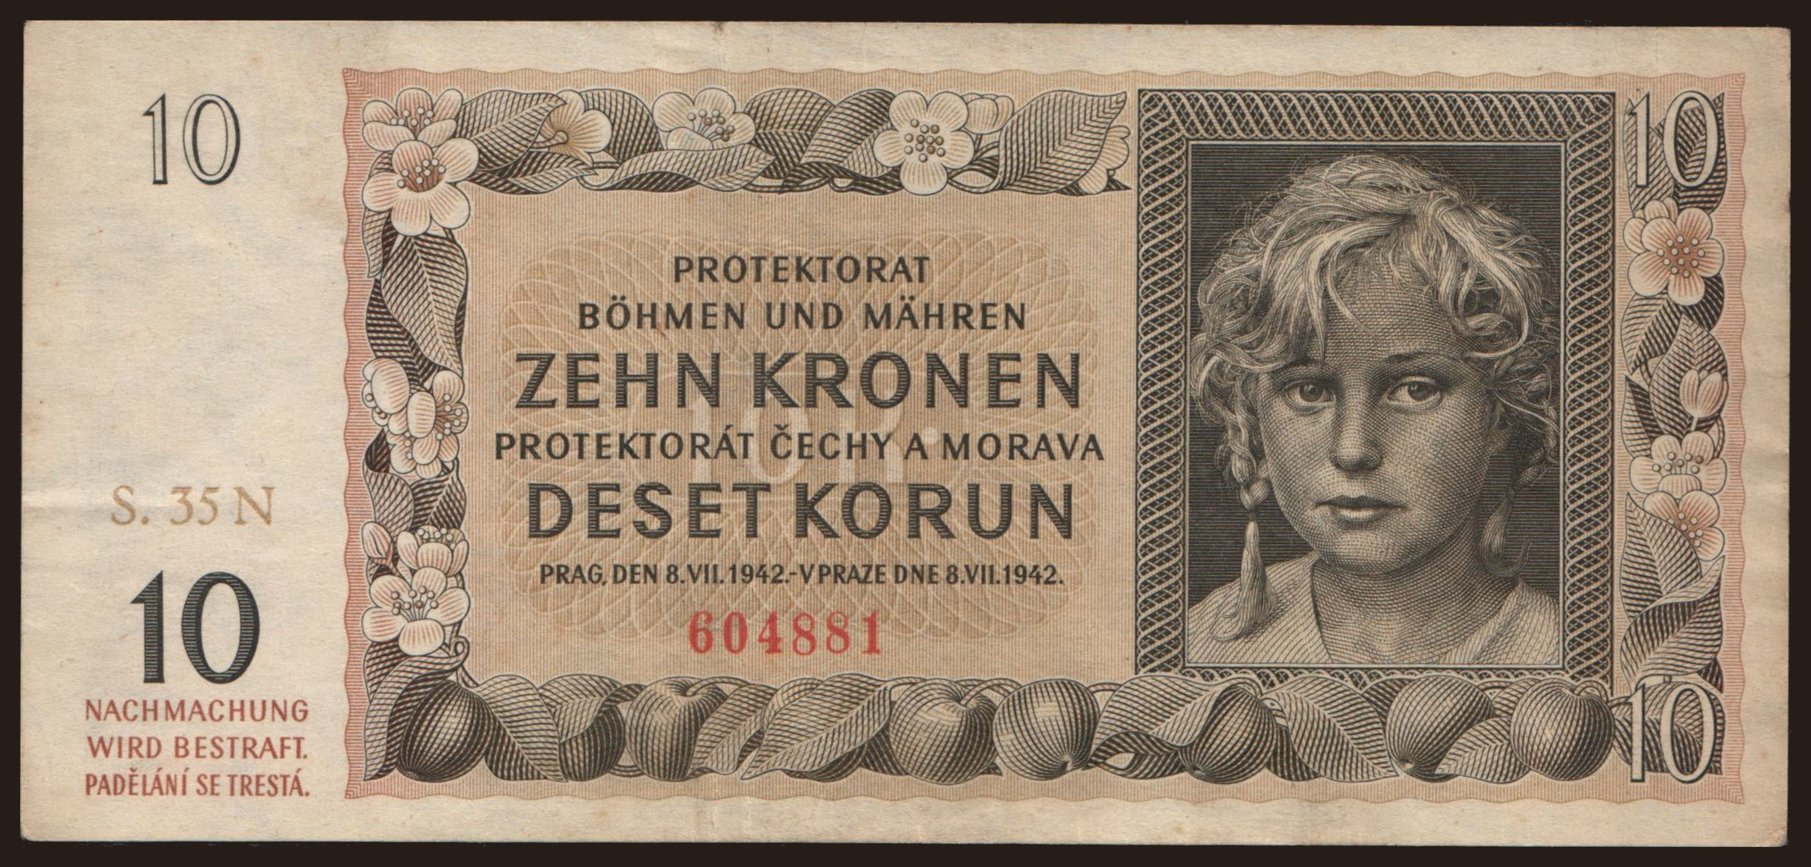 10
10
PROTEKTORAT
BÖHMEN UND MÄHREN
ZEHN KRONEN
PROTEKTORÁT ČECHY A MORAVA
DESET KORUN
PRAG, DEN 8.VII.1942.-V PRAZE DNE 8.VII.1942.
604881
S. 35 N
10
NACHMACHUNG
WIRD BESTRAFT.
PADĚLÁNÍ SE TRESTÁ.
10